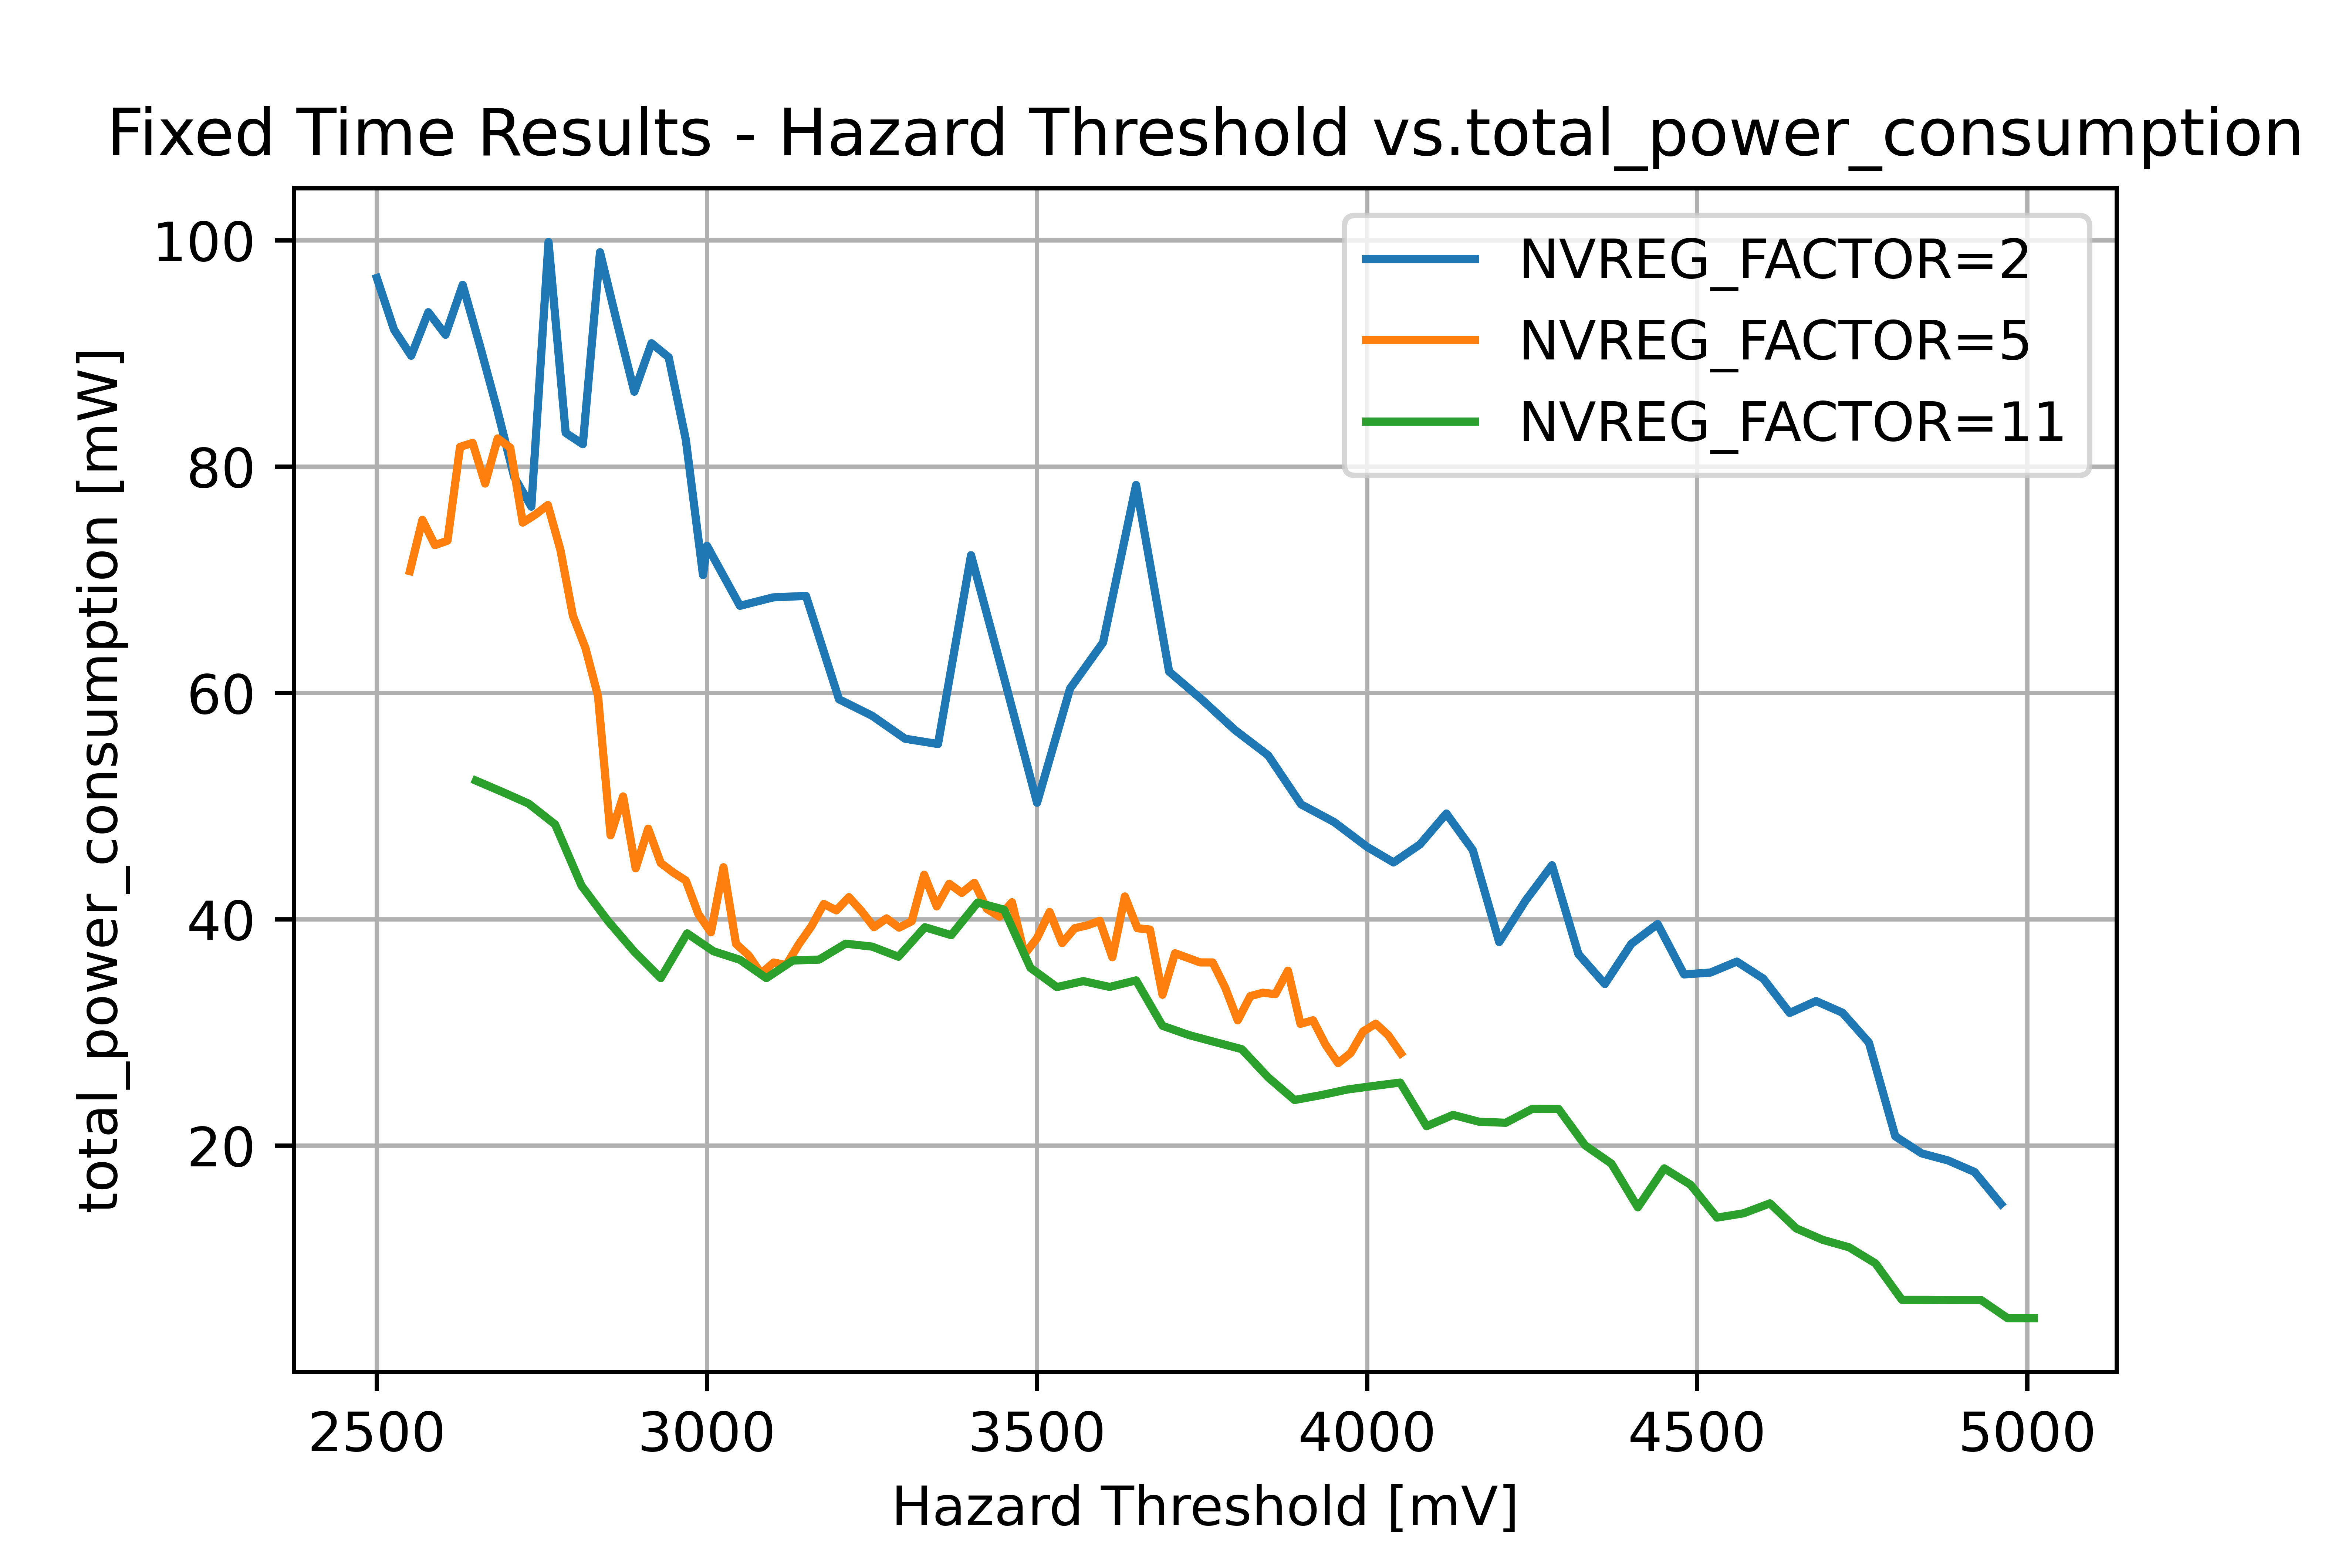 Fixed Time Results - Hazard Threshold vs.total_power_consumption
total_power_consumption [mW]
100
80
60
40
20
NVREG_FACTOR=2
NVREG_FACTOR=5
NVREG_FACTOR=11
2500 3000 3500 4000 4500 5000
Hazard Threshold [mV]